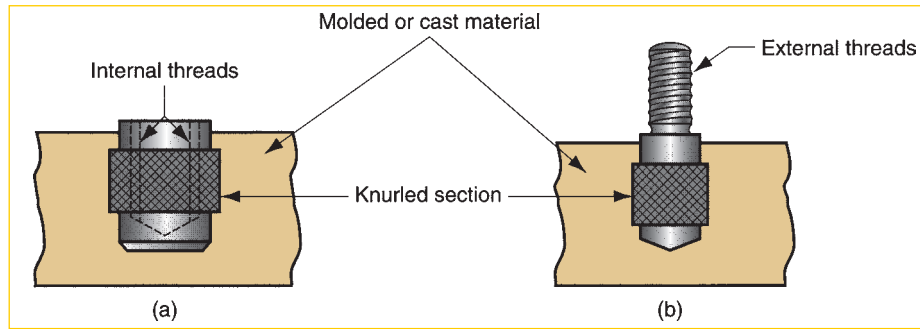 Molded or cast material
Internal threads
External threads
Knurled section
(a)
(b)